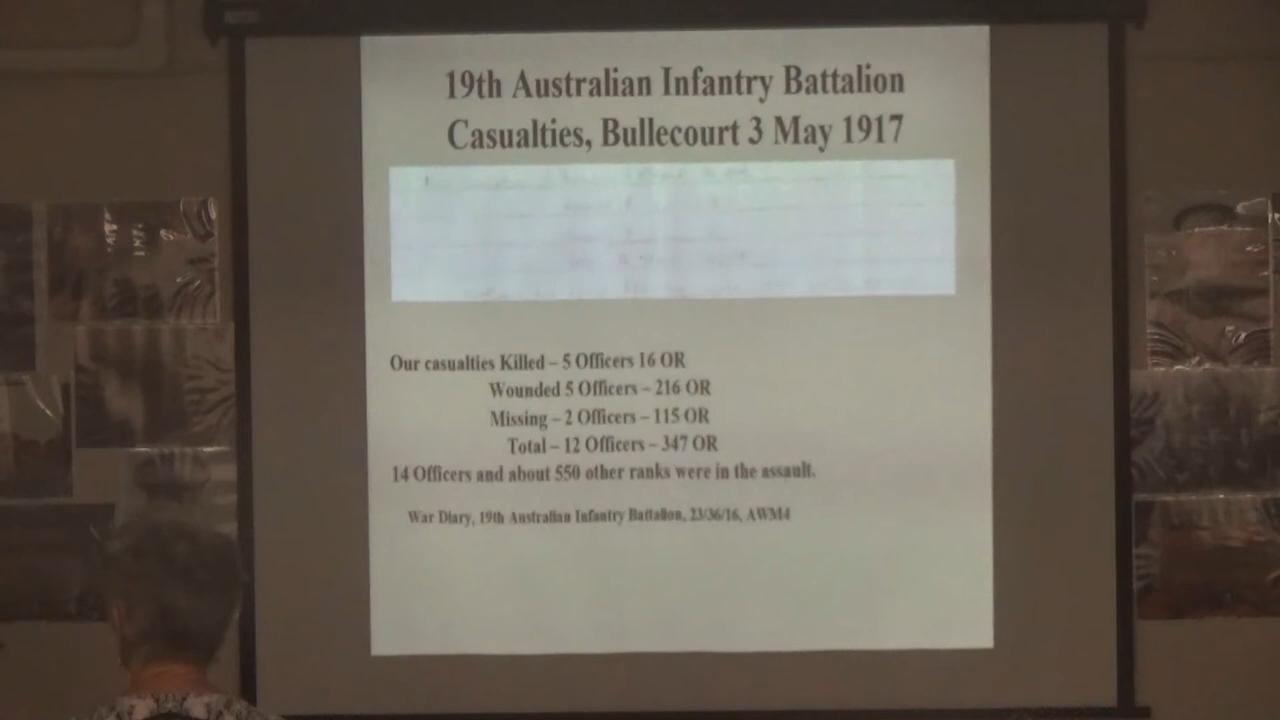 19th Australian Infantry Battalion
Casualties, Bullecourt 3 May 1917
Our casualties Killed – 5 Officers 16 OR
Wounded 5 Officers – 216 OR
Missing – 2 Officers – 115 OR
Total – 12 Officers – 347 OR
14 Officers and about 550 other ranks were in the assault.
War Diary, 19th Australian Infantry Battalion, 23/36/16, AWM4